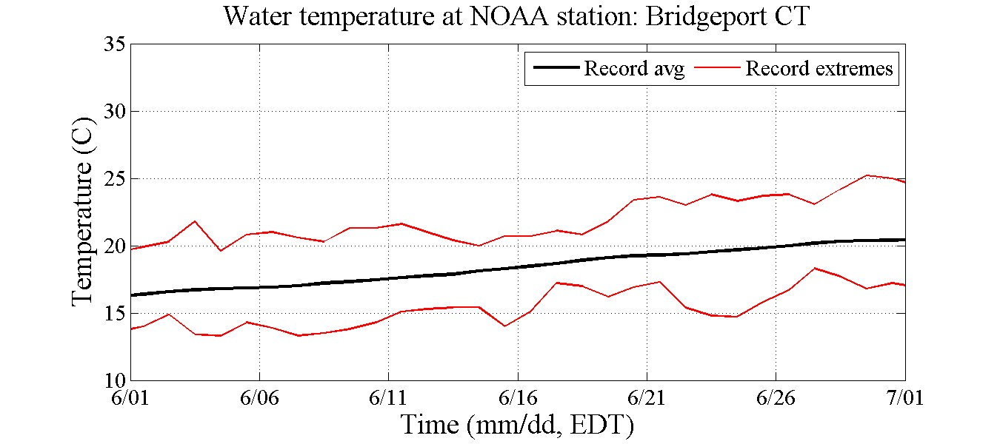 Water temperature at NOAA station: Bridgeport CT
Record avg Record extremes
35
30
25
20
15
10
Temperature (C)
6/01 6/06 6/11 6/16 6/21 6/26 7/01
Time (mm/dd, EDT)